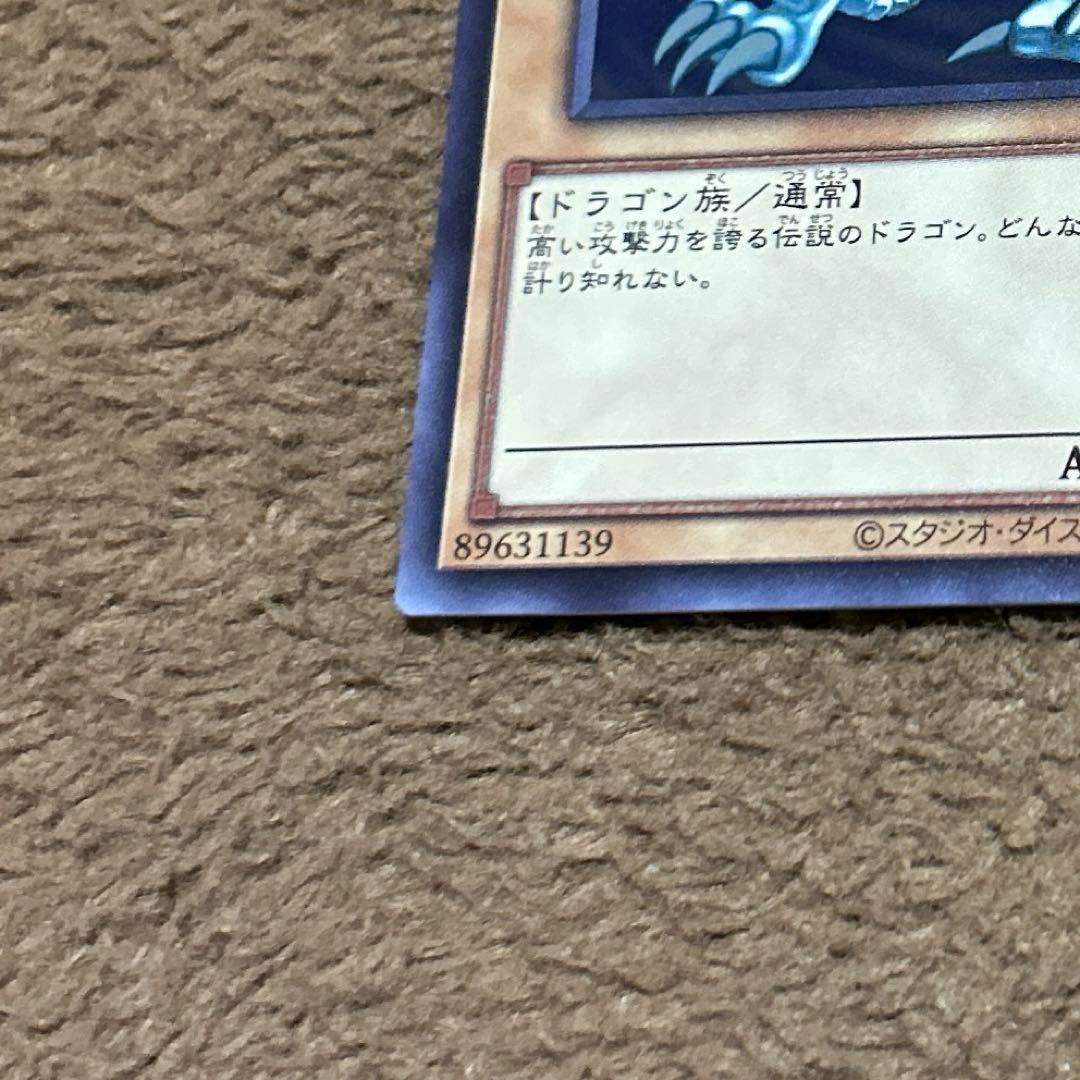 【ドラゴン族／通常】
高い攻撃力を誇る伝説のドラゴン。どんな
計り知れない。
A
89631139
©スタジオ・ダイス